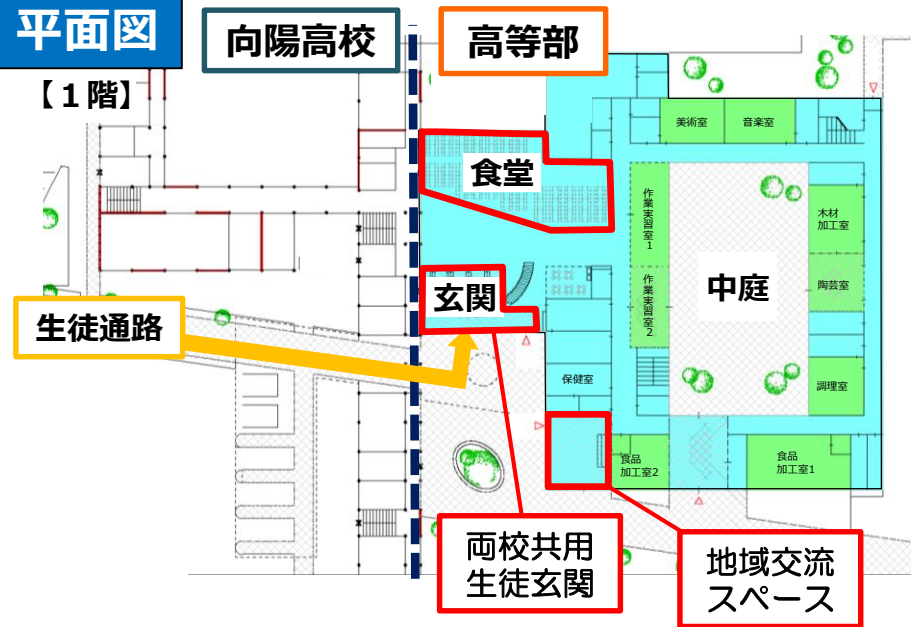 平面図
向陽高校
高等部
【１階】
美術室
音楽室
食堂
作業実習室1
木材
加工室
中庭
陶芸室
玄関
作業実習室2
生徒通路
保健室
調理室
食品
加工室2
食品
加工室1
両校共用
生徒玄関
地域交流
スペース